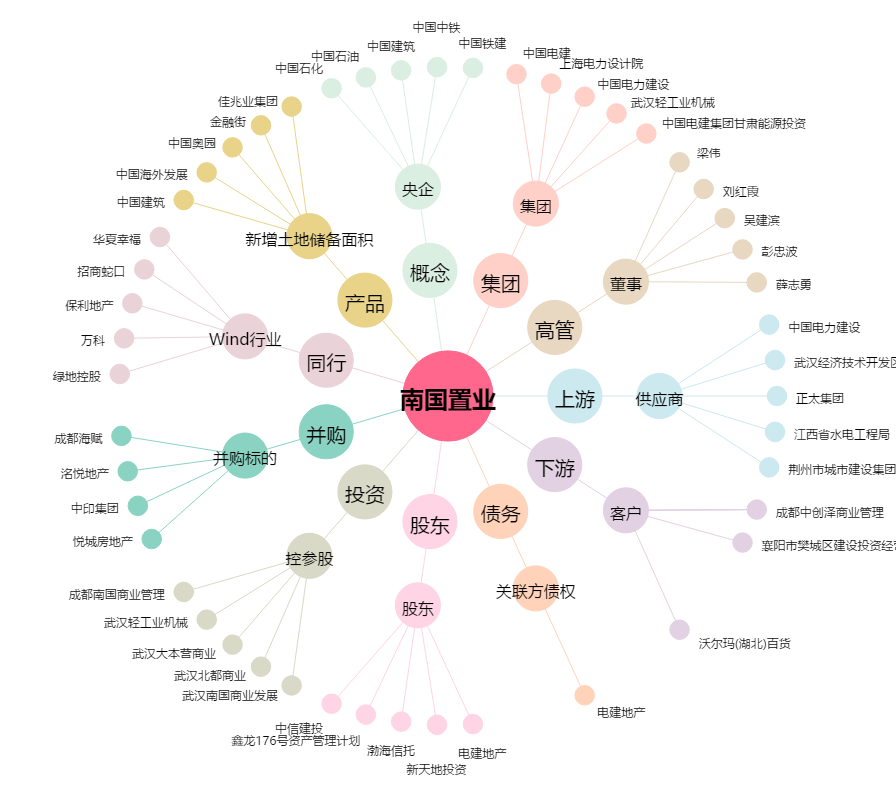 中国中铁
中国建筑
中国铁建
中国石油
中国石化
中国电建
上海电力设计院
中国电力建设
武汉轻工业机械
中国电建集团甘肃能源投资
佳兆业集团
金融街
中国奥园
中国海外发展
中国建筑
梁伟
刘红霞
吴建滨
彭忠波
薛志勇
央企
集团
新增土地储备面积
概念
集团
董事
产品
高管
华夏幸福
招商蛇口
保利地产
万科
绿地控股
Wind行业
同行
南国置业
上游
供应商
中国电力建设
武汉经济技术开发区
正太集团
江西省水电工程局
荆州市城市建设集团
成都海赋
洺悦地产
中印集团
悦城房地产
并购标的
并购
投资
股东
债务
下游
客户
成都中创泽商业管理
襄阳市樊城区建设投资经
沃尔玛(湖北)百货
控参股
成都南国商业管理
武汉轻工业机械
武汉大本营商业
武汉北都商业
武汉南国商业发展
股东
关联方债权
电建地产
中信建投
鑫龙176号资产管理计划
渤海信托
新天地投资
电建地产